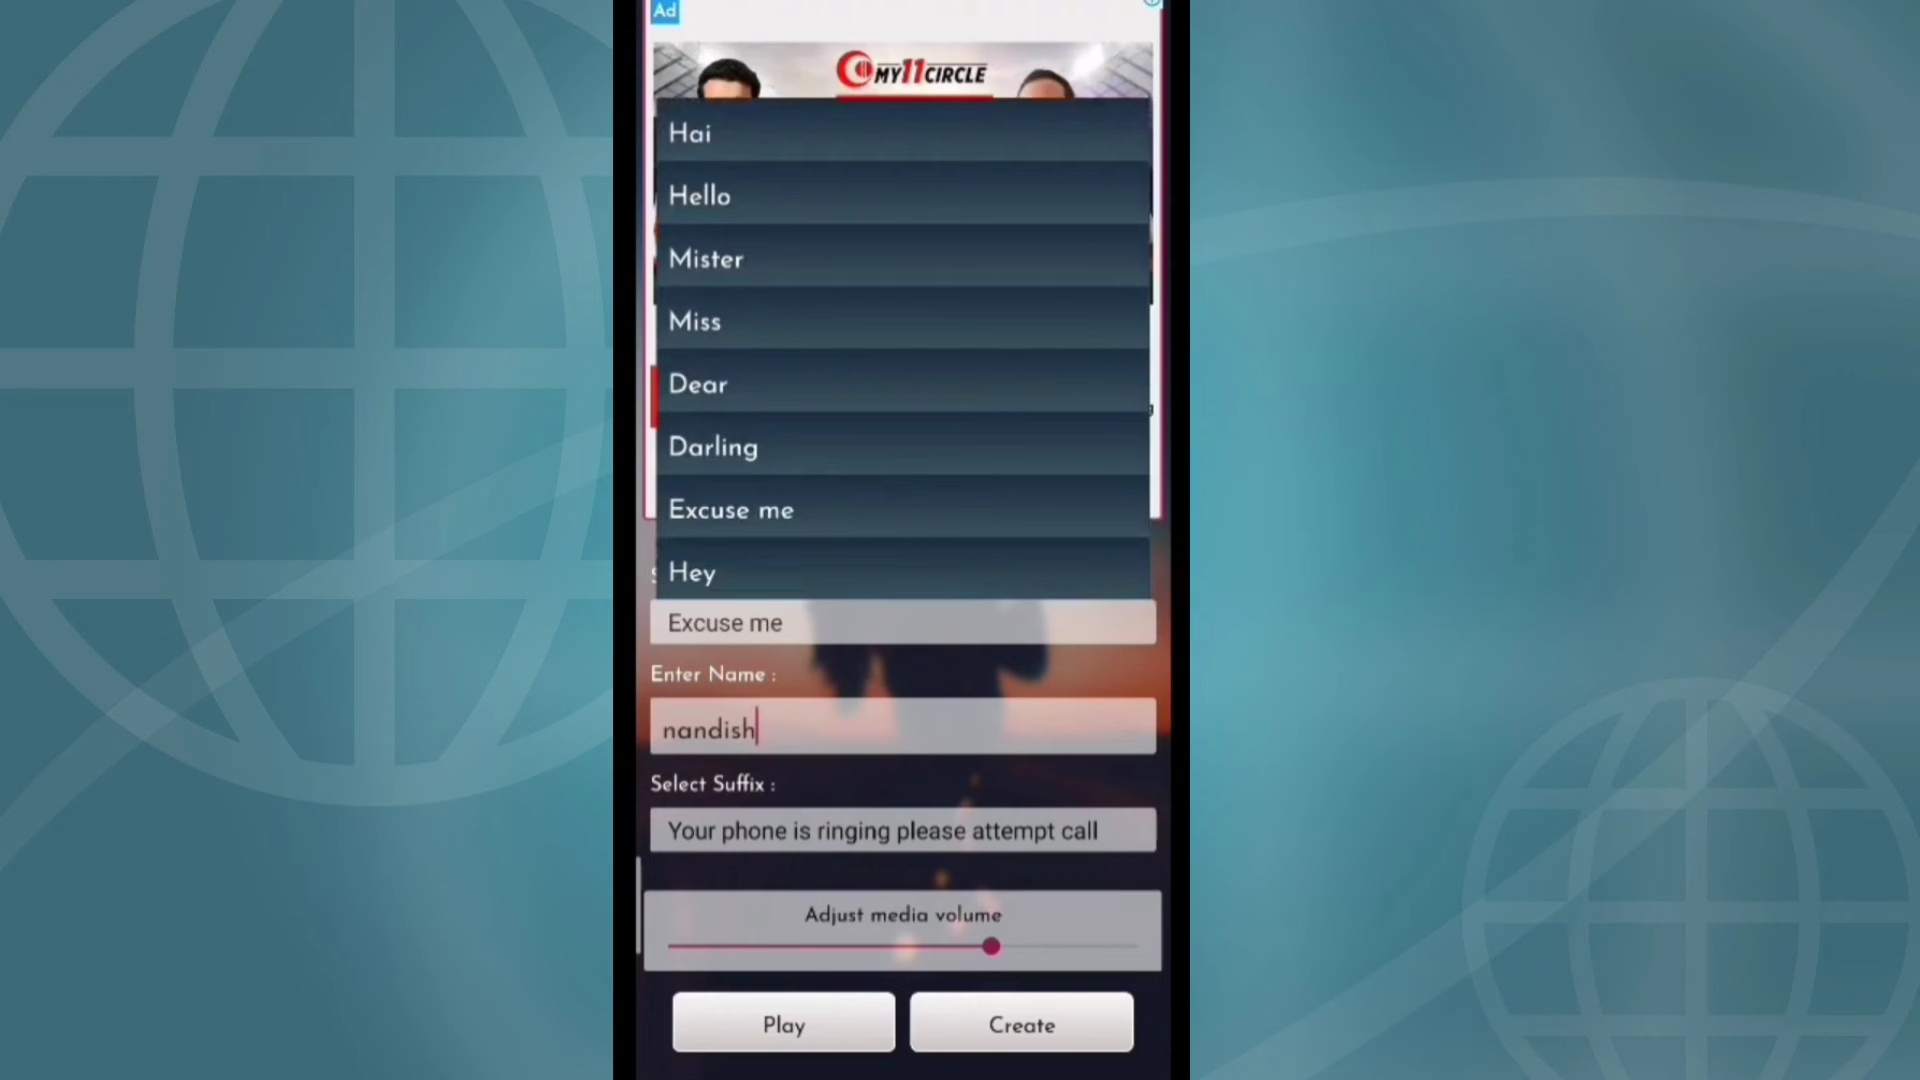 Ad
MY11CIRCLE
Hai
Hello
Mister
Miss
Dear
Darling
Excuse me
Hey
Excuse me
Enter Name :
nandish
Select Suffix :
Your phone is ringing please attempt call
Adjust media volume
Play
Create